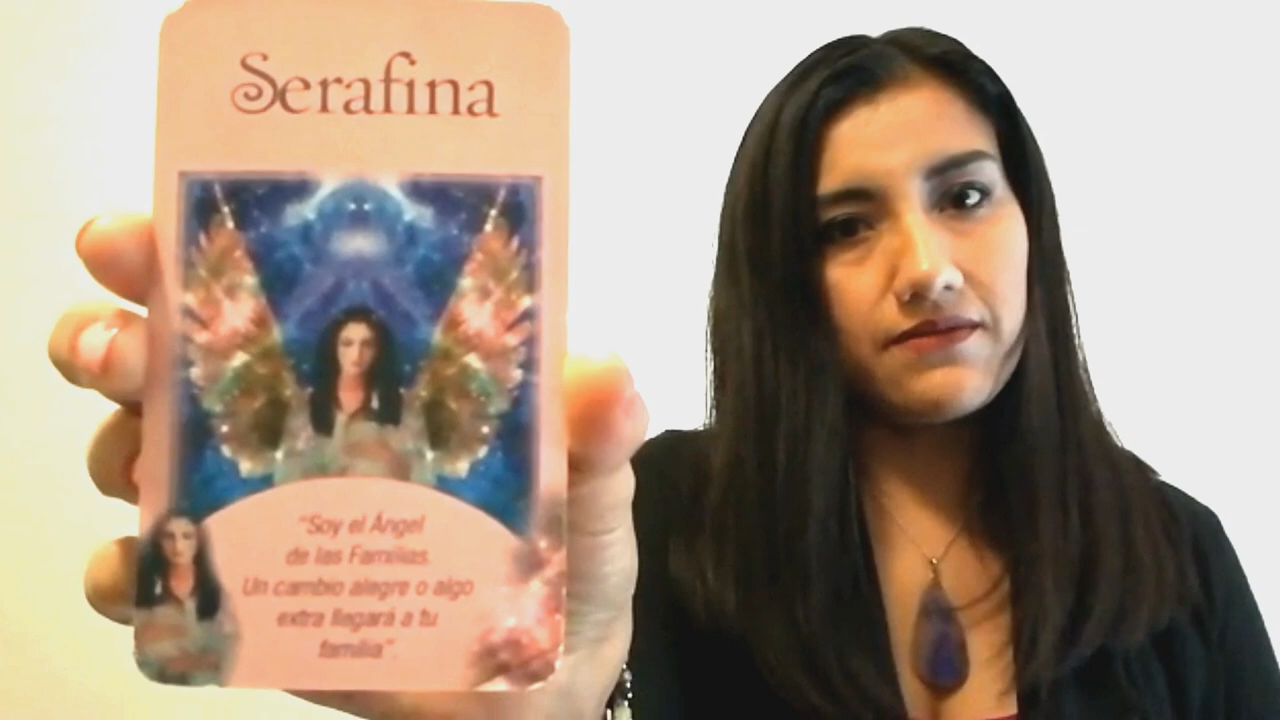 Serafina
“Soy el Ángel
de las Familias.
Un cambio alegre o algo
extra llegará a tu
familia”.